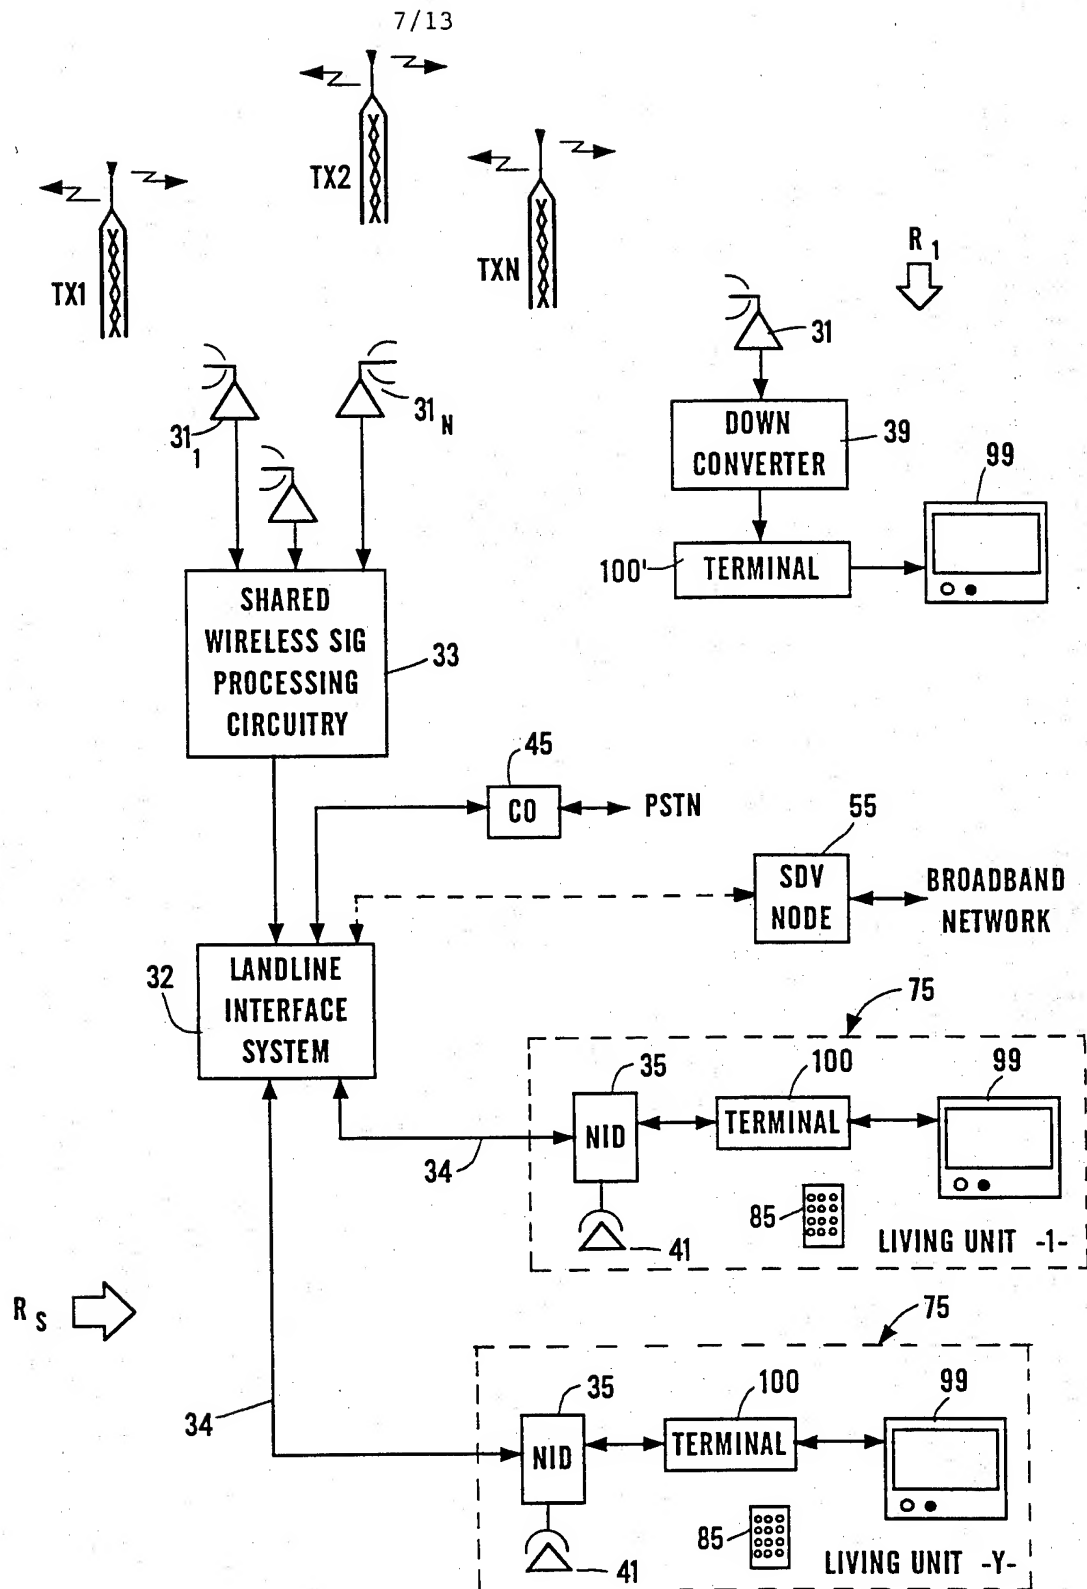 7/13
TX2
TX1
TXN
R1
31
31N
311
DOWN
CONVERTER
39
99
100'
TERMINAL
SHARED
WIRELESS SIG
PROCESSING
CIRCUITRY
33
45
CO
PSTN
55
SDV
NODE
BROADBAND
NETWORK
32
LANDLINE
INTERFACE
SYSTEM
75
35
100
99
NID
TERMINAL
34
85
41
LIVING UNIT -1-
RS
75
35
100
99
34
NID
TERMINAL
85
41
LIVING UNIT -Y-